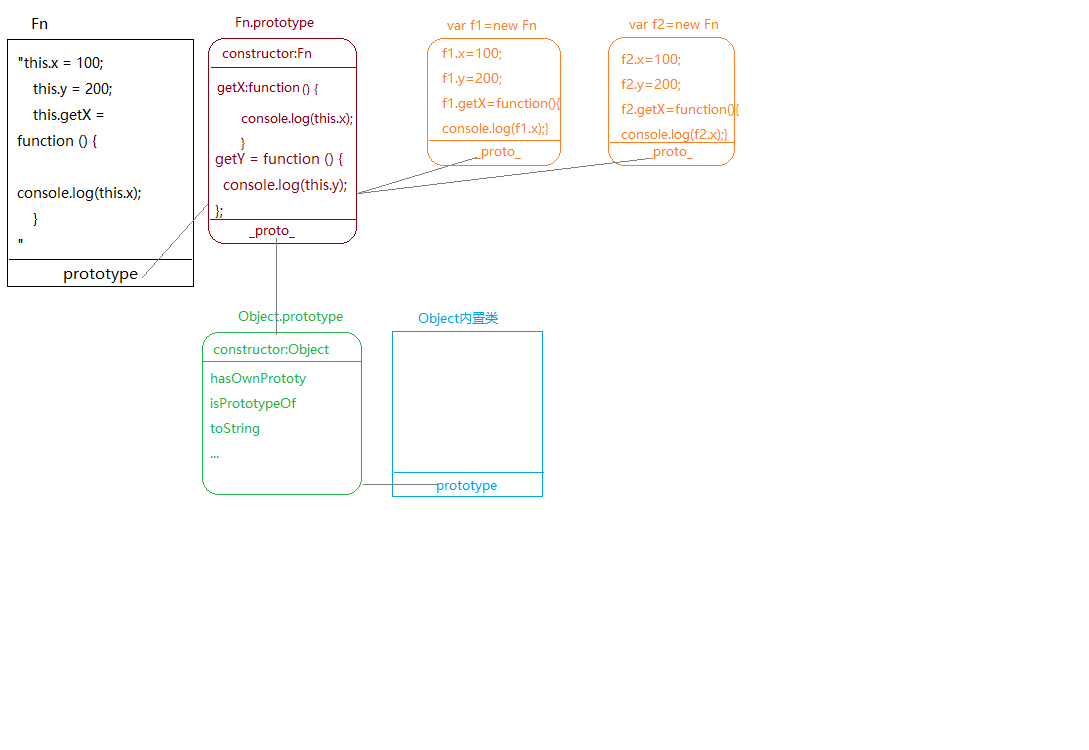 Fn
"this.x = 100;
this.y = 200;
this.getX =
function () {
console.log(this.x);
}
"
prototype
Fn.prototype
constructor:Fn
getX:function () {
console.log(this.x);
}
getY = function () {
console.log(this.y);
};
_proto_
var f1=new Fn
f1.x=100;
f1.y=200;
f1.getX=function(){
console.log(f1.x);}
_proto_
var f2=new Fn
f2.x=100;
f2.y=200;
f2.getX=function(){
console.log(f2.x);}
_proto_
Object.prototype
constructor:Object
hasOwnPrototy
isPrototypeOf
toString
...
Object内置类
prototype